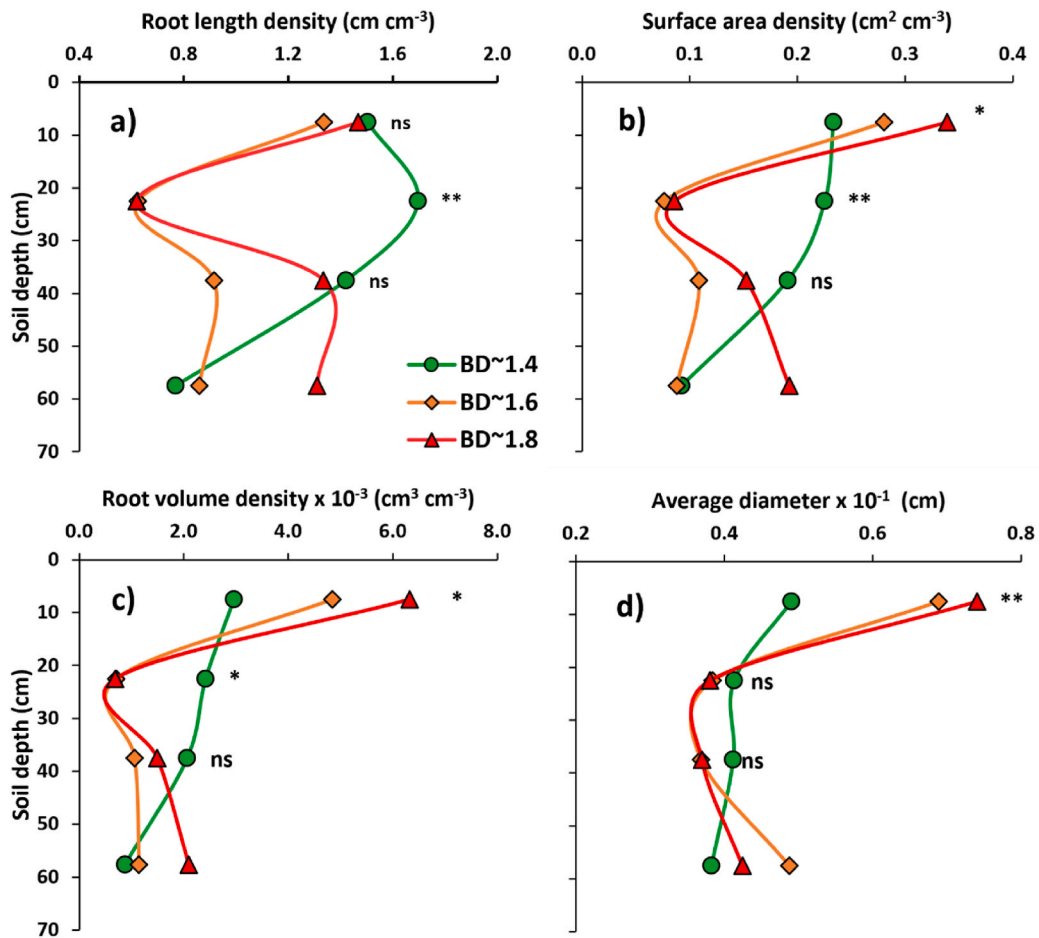 Root length density (cm cm⁻³)
0.4 0.8 1.2 1.6 2.0
Surface area density (cm² cm⁻³)
0 0.1 0.2 0.3 0.4
Soil depth (cm)
0
10
20
30
40
50
60
70
a)
ns
**
ns
b)
*
**
ns
BD~1.4
BD~1.6
BD~1.8
Root volume density x 10⁻³ (cm³ cm⁻³)
0.0 2.0 4.0 6.0 8.0
Average diameter x 10⁻¹ (cm)
0.2 0.4 0.6 0.8
Soil depth (cm)
0
10
20
30
40
50
60
70
c)
*
*
ns
d)
**
ns
ns